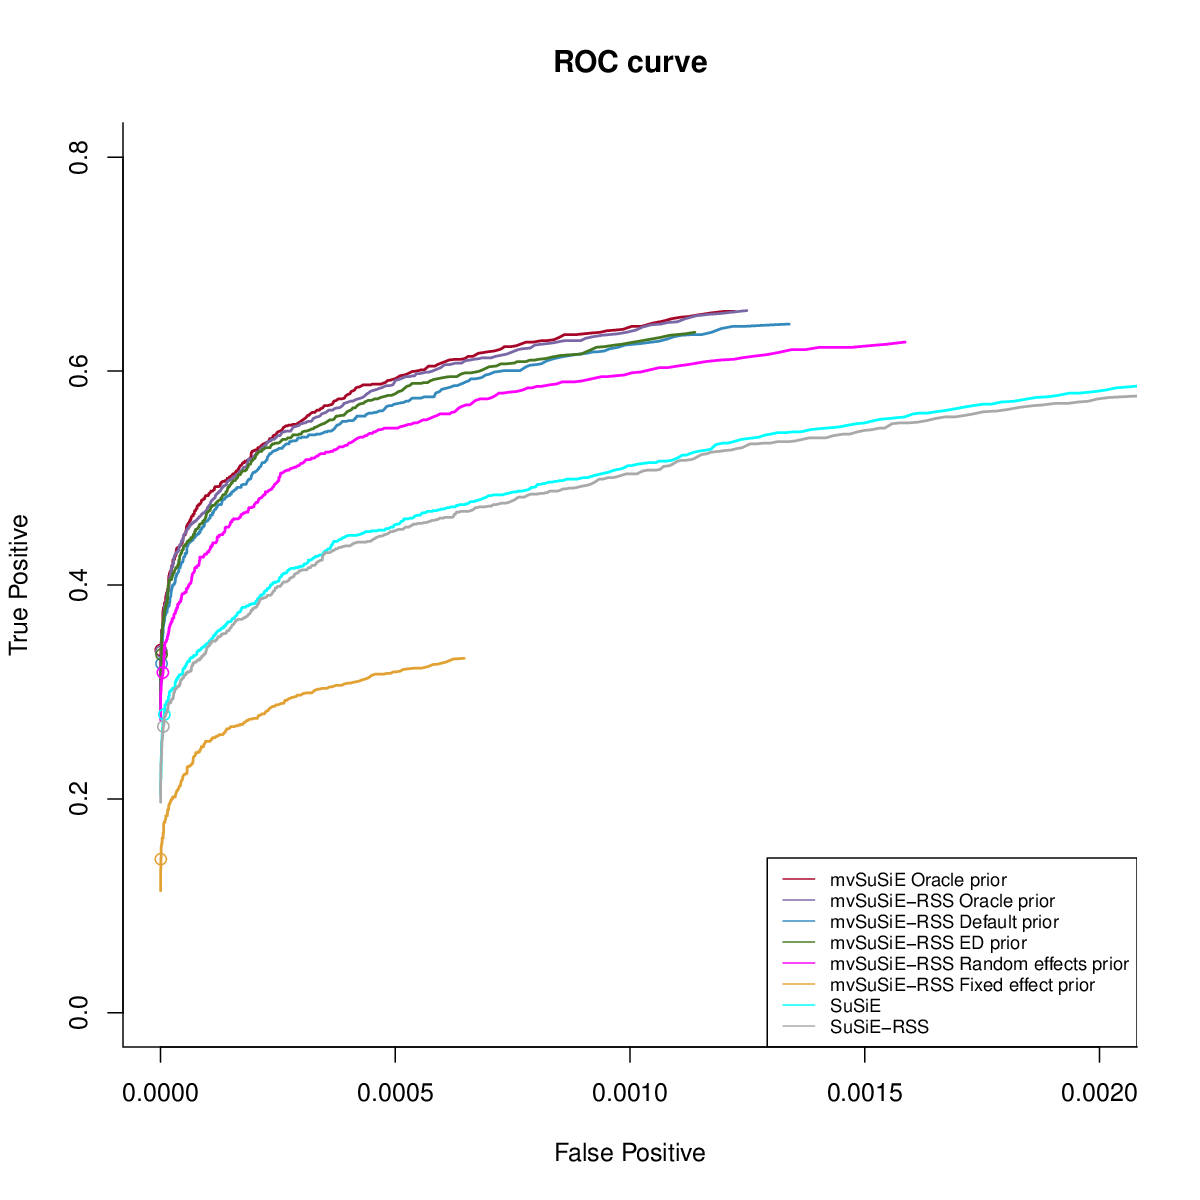 ROC curve
True Positive
0.8
0.6
0.4
0.2
0.0
mvSuSiE Oracle prior
mvSuSiE−RSS Oracle prior
mvSuSiE−RSS Default prior
mvSuSiE−RSS ED prior
mvSuSiE−RSS Random effects prior
mvSuSiE−RSS Fixed effect prior
SuSiE
SuSiE−RSS
0.0000 0.0005 0.0010 0.0015 0.0020
False Positive